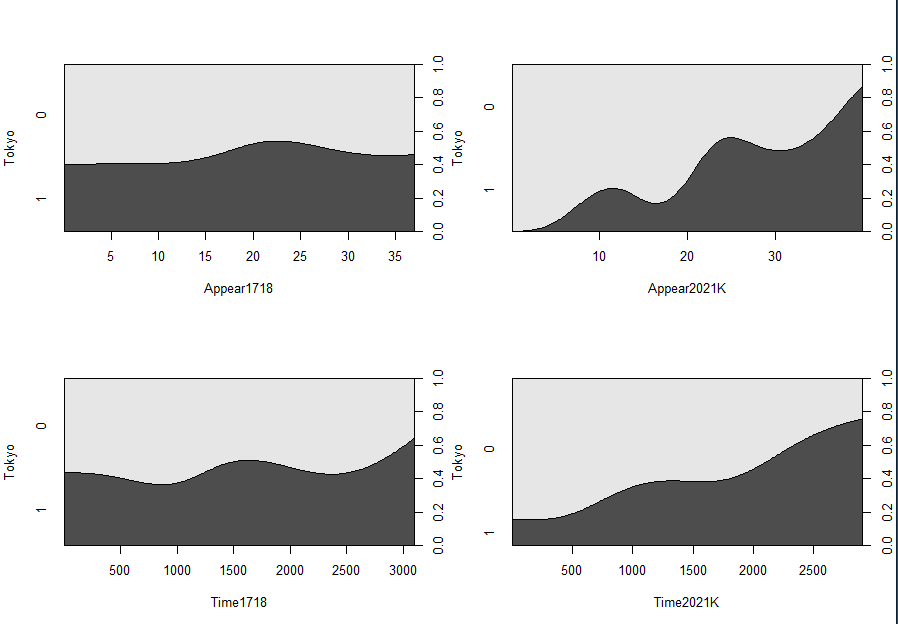 Tokyo
0
1
0.0 0.2 0.4 0.6 0.8 1.0
5 10 15 20 25 30 35
Appear1718
Tokyo
0
1
0.0 0.2 0.4 0.6 0.8 1.0
10 20 30
Appear2021K
Tokyo
0
1
0.0 0.2 0.4 0.6 0.8 1.0
500 1000 1500 2000 2500 3000
Time1718
Tokyo
0
1
0.0 0.2 0.4 0.6 0.8 1.0
500 1000 1500 2000 2500
Time2021K